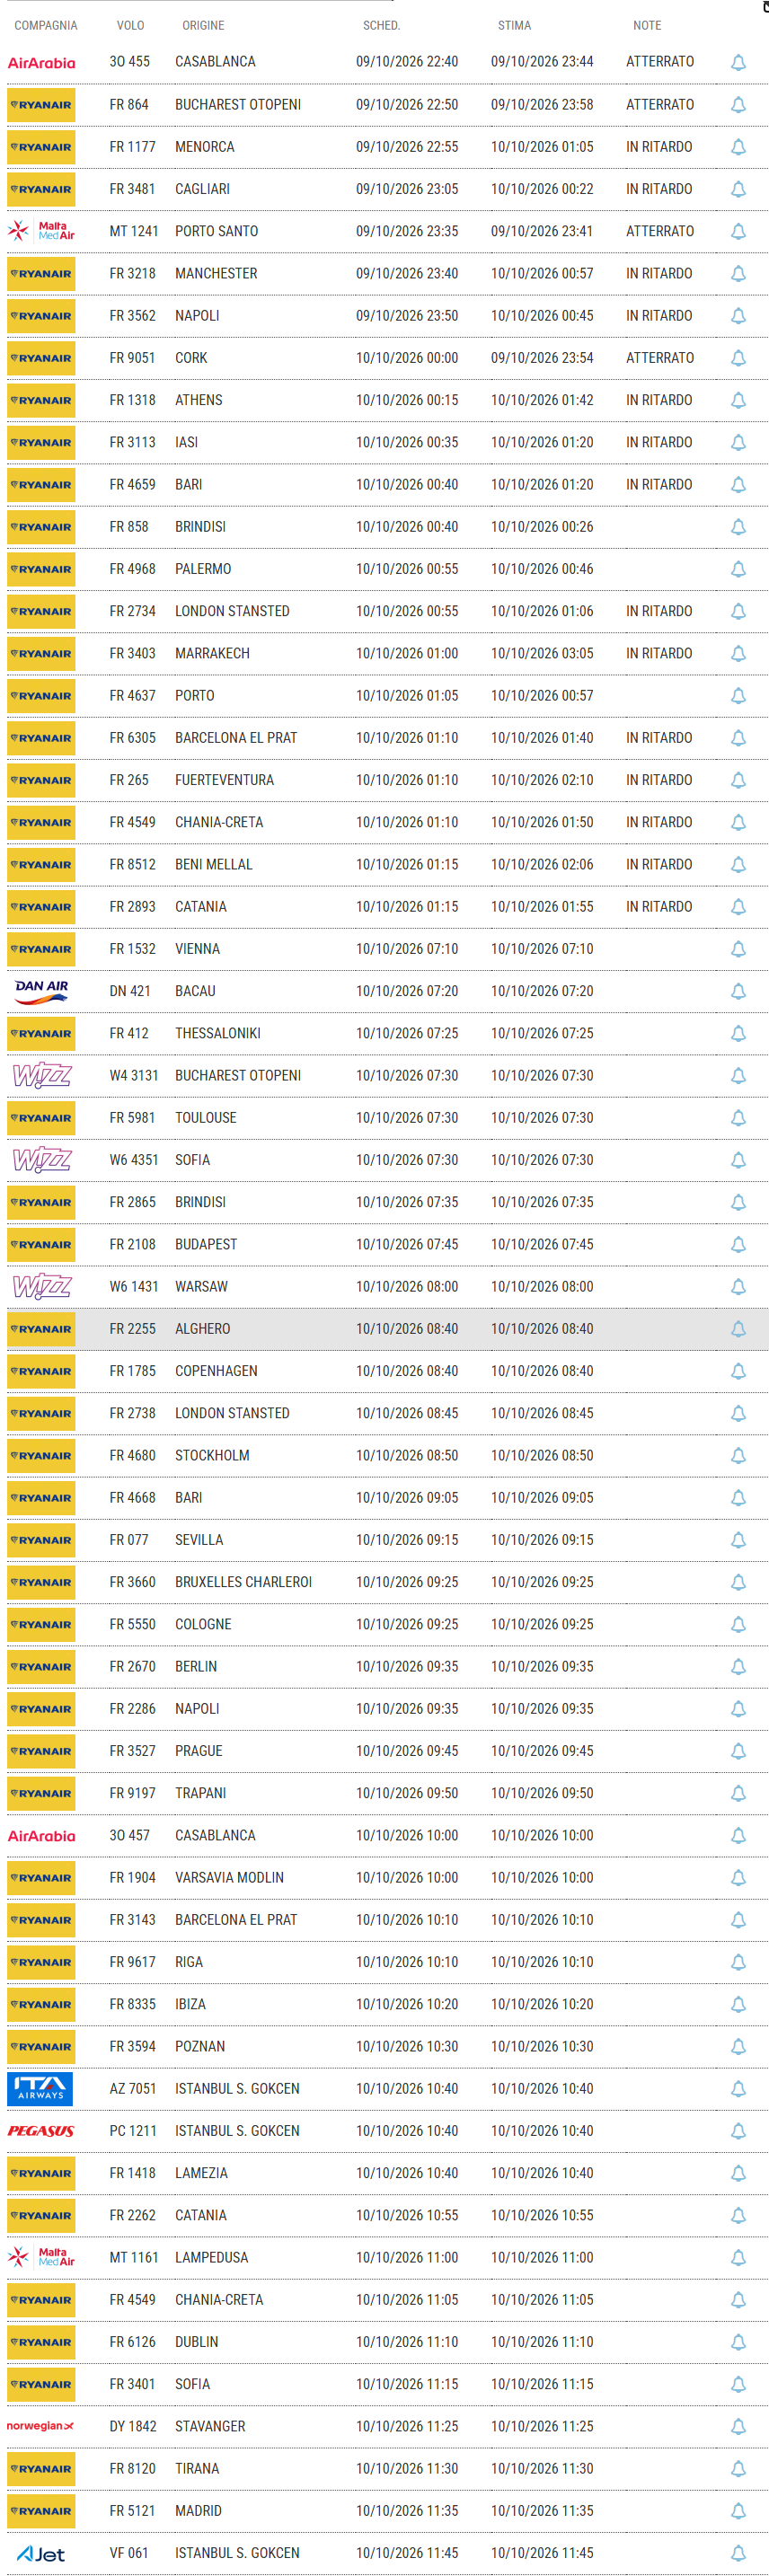 COMPAGNIA VOLO ORIGINE SCHED. STIMA NOTE
AirArabia 3O 455 CASABLANCA 09/10/2026 22:40 09/10/2026 23:44 ATTERRATO
RYANAIR FR 864 BUCHAREST OTOPENI 09/10/2026 22:50 09/10/2026 23:58 ATTERRATO
RYANAIR FR 1177 MENORCA 09/10/2026 22:55 10/10/2026 01:05 IN RITARDO
RYANAIR FR 3481 CAGLIARI 09/10/2026 23:05 10/10/2026 00:22 IN RITARDO
Malta MedAir MT 1241 PORTO SANTO 09/10/2026 23:35 09/10/2026 23:41 ATTERRATO
RYANAIR FR 3218 MANCHESTER 09/10/2026 23:40 10/10/2026 00:57 IN RITARDO
RYANAIR FR 3562 NAPOLI 09/10/2026 23:50 10/10/2026 00:45 IN RITARDO
RYANAIR FR 9051 CORK 10/10/2026 00:00 09/10/2026 23:54 ATTERRATO
RYANAIR FR 1318 ATHENS 10/10/2026 00:15 10/10/2026 01:42 IN RITARDO
RYANAIR FR 3113 IASI 10/10/2026 00:35 10/10/2026 01:20 IN RITARDO
RYANAIR FR 4659 BARI 10/10/2026 00:40 10/10/2026 01:20 IN RITARDO
RYANAIR FR 858 BRINDISI 10/10/2026 00:40 10/10/2026 00:26
RYANAIR FR 4968 PALERMO 10/10/2026 00:55 10/10/2026 00:46
RYANAIR FR 2734 LONDON STANSTED 10/10/2026 00:55 10/10/2026 01:06 IN RITARDO
RYANAIR FR 3403 MARRAKECH 10/10/2026 01:00 10/10/2026 03:05 IN RITARDO
RYANAIR FR 4637 PORTO 10/10/2026 01:05 10/10/2026 00:57
RYANAIR FR 6305 BARCELONA EL PRAT 10/10/2026 01:10 10/10/2026 01:40 IN RITARDO
RYANAIR FR 265 FUERTEVENTURA 10/10/2026 01:10 10/10/2026 02:10 IN RITARDO
RYANAIR FR 4549 CHANIA-CRETA 10/10/2026 01:10 10/10/2026 01:50 IN RITARDO
RYANAIR FR 8512 BENI MELLAL 10/10/2026 01:15 10/10/2026 02:06 IN RITARDO
RYANAIR FR 2893 CATANIA 10/10/2026 01:15 10/10/2026 01:55 IN RITARDO
RYANAIR FR 1532 VIENNA 10/10/2026 07:10 10/10/2026 07:10
DAN AIR DN 421 BACAU 10/10/2026 07:20 10/10/2026 07:20
RYANAIR FR 412 THESSALONIKI 10/10/2026 07:25 10/10/2026 07:25
WIZZ W4 3131 BUCHAREST OTOPENI 10/10/2026 07:30 10/10/2026 07:30
RYANAIR FR 5981 TOULOUSE 10/10/2026 07:30 10/10/2026 07:30
WIZZ W6 4351 SOFIA 10/10/2026 07:30 10/10/2026 07:30
RYANAIR FR 2865 BRINDISI 10/10/2026 07:35 10/10/2026 07:35
RYANAIR FR 2108 BUDAPEST 10/10/2026 07:45 10/10/2026 07:45
WIZZ W6 1431 WARSAW 10/10/2026 08:00 10/10/2026 08:00
RYANAIR FR 2255 ALGHERO 10/10/2026 08:40 10/10/2026 08:40
RYANAIR FR 1785 COPENHAGEN 10/10/2026 08:40 10/10/2026 08:40
RYANAIR FR 2738 LONDON STANSTED 10/10/2026 08:45 10/10/2026 08:45
RYANAIR FR 4680 STOCKHOLM 10/10/2026 08:50 10/10/2026 08:50
RYANAIR FR 4668 BARI 10/10/2026 09:05 10/10/2026 09:05
RYANAIR FR 077 SEVILLA 10/10/2026 09:15 10/10/2026 09:15
RYANAIR FR 3660 BRUXELLES CHARLEROI 10/10/2026 09:25 10/10/2026 09:25
RYANAIR FR 5550 COLOGNE 10/10/2026 09:25 10/10/2026 09:25
RYANAIR FR 2670 BERLIN 10/10/2026 09:35 10/10/2026 09:35
RYANAIR FR 2286 NAPOLI 10/10/2026 09:35 10/10/2026 09:35
RYANAIR FR 3527 PRAGUE 10/10/2026 09:45 10/10/2026 09:45
RYANAIR FR 9197 TRAPANI 10/10/2026 09:50 10/10/2026 09:50
AirArabia 3O 457 CASABLANCA 10/10/2026 10:00 10/10/2026 10:00
RYANAIR FR 1904 VARSAVIA MODLIN 10/10/2026 10:00 10/10/2026 10:00
RYANAIR FR 3143 BARCELONA EL PRAT 10/10/2026 10:10 10/10/2026 10:10
RYANAIR FR 9617 RIGA 10/10/2026 10:10 10/10/2026 10:10
RYANAIR FR 8335 IBIZA 10/10/2026 10:20 10/10/2026 10:20
RYANAIR FR 3594 POZNAN 10/10/2026 10:30 10/10/2026 10:30
ITA AIRWAYS AZ 7051 ISTANBUL S. GOKCEN 10/10/2026 10:40 10/10/2026 10:40
PEGASUS PC 1211 ISTANBUL S. GOKCEN 10/10/2026 10:40 10/10/2026 10:40
RYANAIR FR 1418 LAMEZIA 10/10/2026 10:40 10/10/2026 10:40
RYANAIR FR 2262 CATANIA 10/10/2026 10:55 10/10/2026 10:55
Malta MedAir MT 1161 LAMPEDUSA 10/10/2026 11:00 10/10/2026 11:00
RYANAIR FR 4549 CHANIA-CRETA 10/10/2026 11:05 10/10/2026 11:05
RYANAIR FR 6126 DUBLIN 10/10/2026 11:10 10/10/2026 11:10
RYANAIR FR 3401 SOFIA 10/10/2026 11:15 10/10/2026 11:15
norwegian DY 1842 STAVANGER 10/10/2026 11:25 10/10/2026 11:25
RYANAIR FR 8120 TIRANA 10/10/2026 11:30 10/10/2026 11:30
RYANAIR FR 5121 MADRID 10/10/2026 11:35 10/10/2026 11:35
AJet VF 061 ISTANBUL S. GOKCEN 10/10/2026 11:45 10/10/2026 11:45